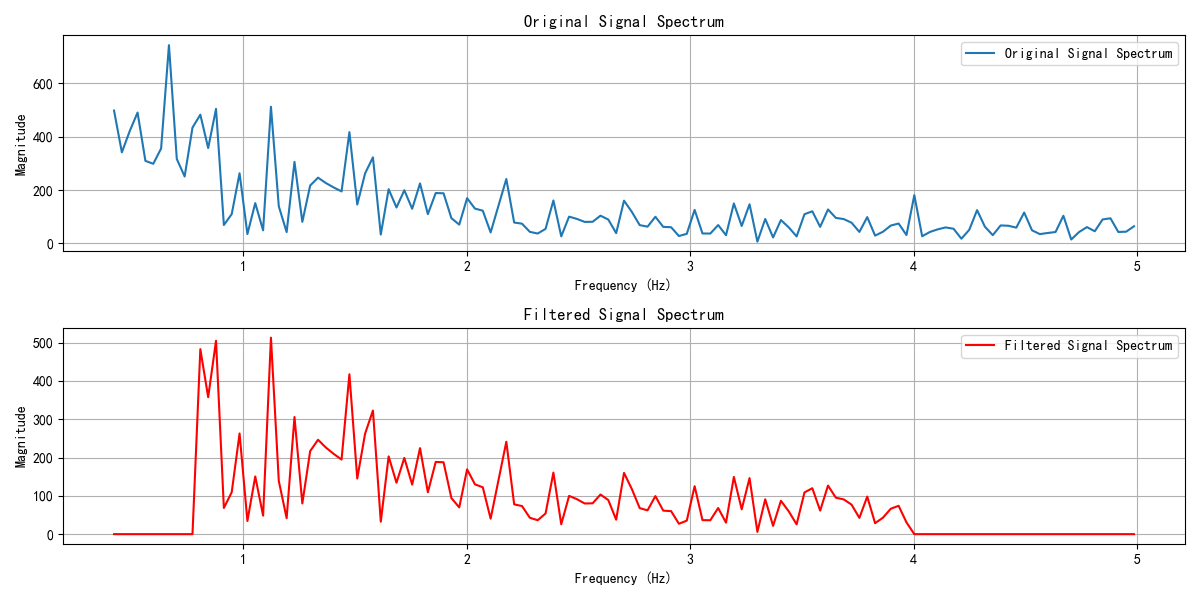 Original Signal Spectrum
Original Signal Spectrum
Magnitude
600
400
200
0
1
2
3
4
5
Frequency (Hz)
Filtered Signal Spectrum
Filtered Signal Spectrum
Magnitude
500
400
300
200
100
0
1
2
3
4
5
Frequency (Hz)